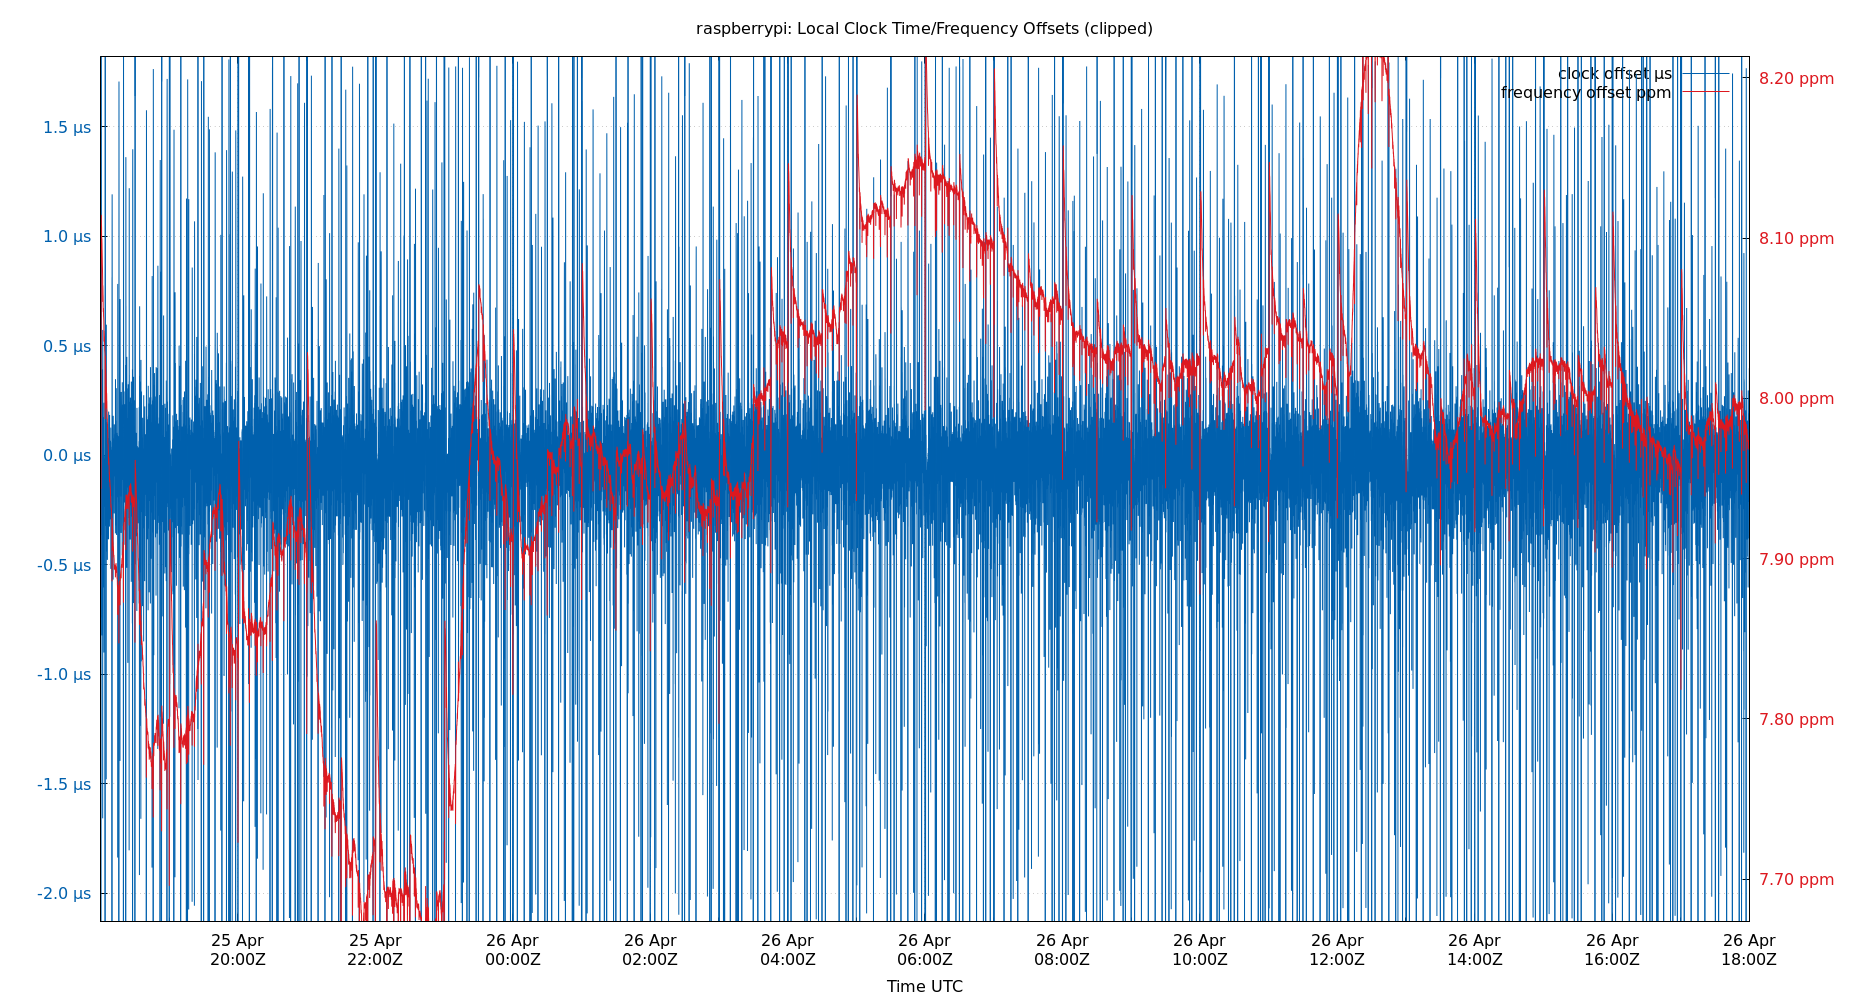 raspberrypi: Local Clock Time/Frequency Offsets (clipped)
clock offset µs
frequency offset ppm
1.5 µs
1.0 µs
0.5 µs
0.0 µs
-0.5 µs
-1.0 µs
-1.5 µs
-2.0 µs
8.20 ppm
8.10 ppm
8.00 ppm
7.90 ppm
7.80 ppm
7.70 ppm
25 Apr
20:00Z
25 Apr
22:00Z
26 Apr
00:00Z
26 Apr
02:00Z
26 Apr
04:00Z
26 Apr
06:00Z
26 Apr
08:00Z
26 Apr
10:00Z
26 Apr
12:00Z
26 Apr
14:00Z
26 Apr
16:00Z
26 Apr
18:00Z
Time UTC